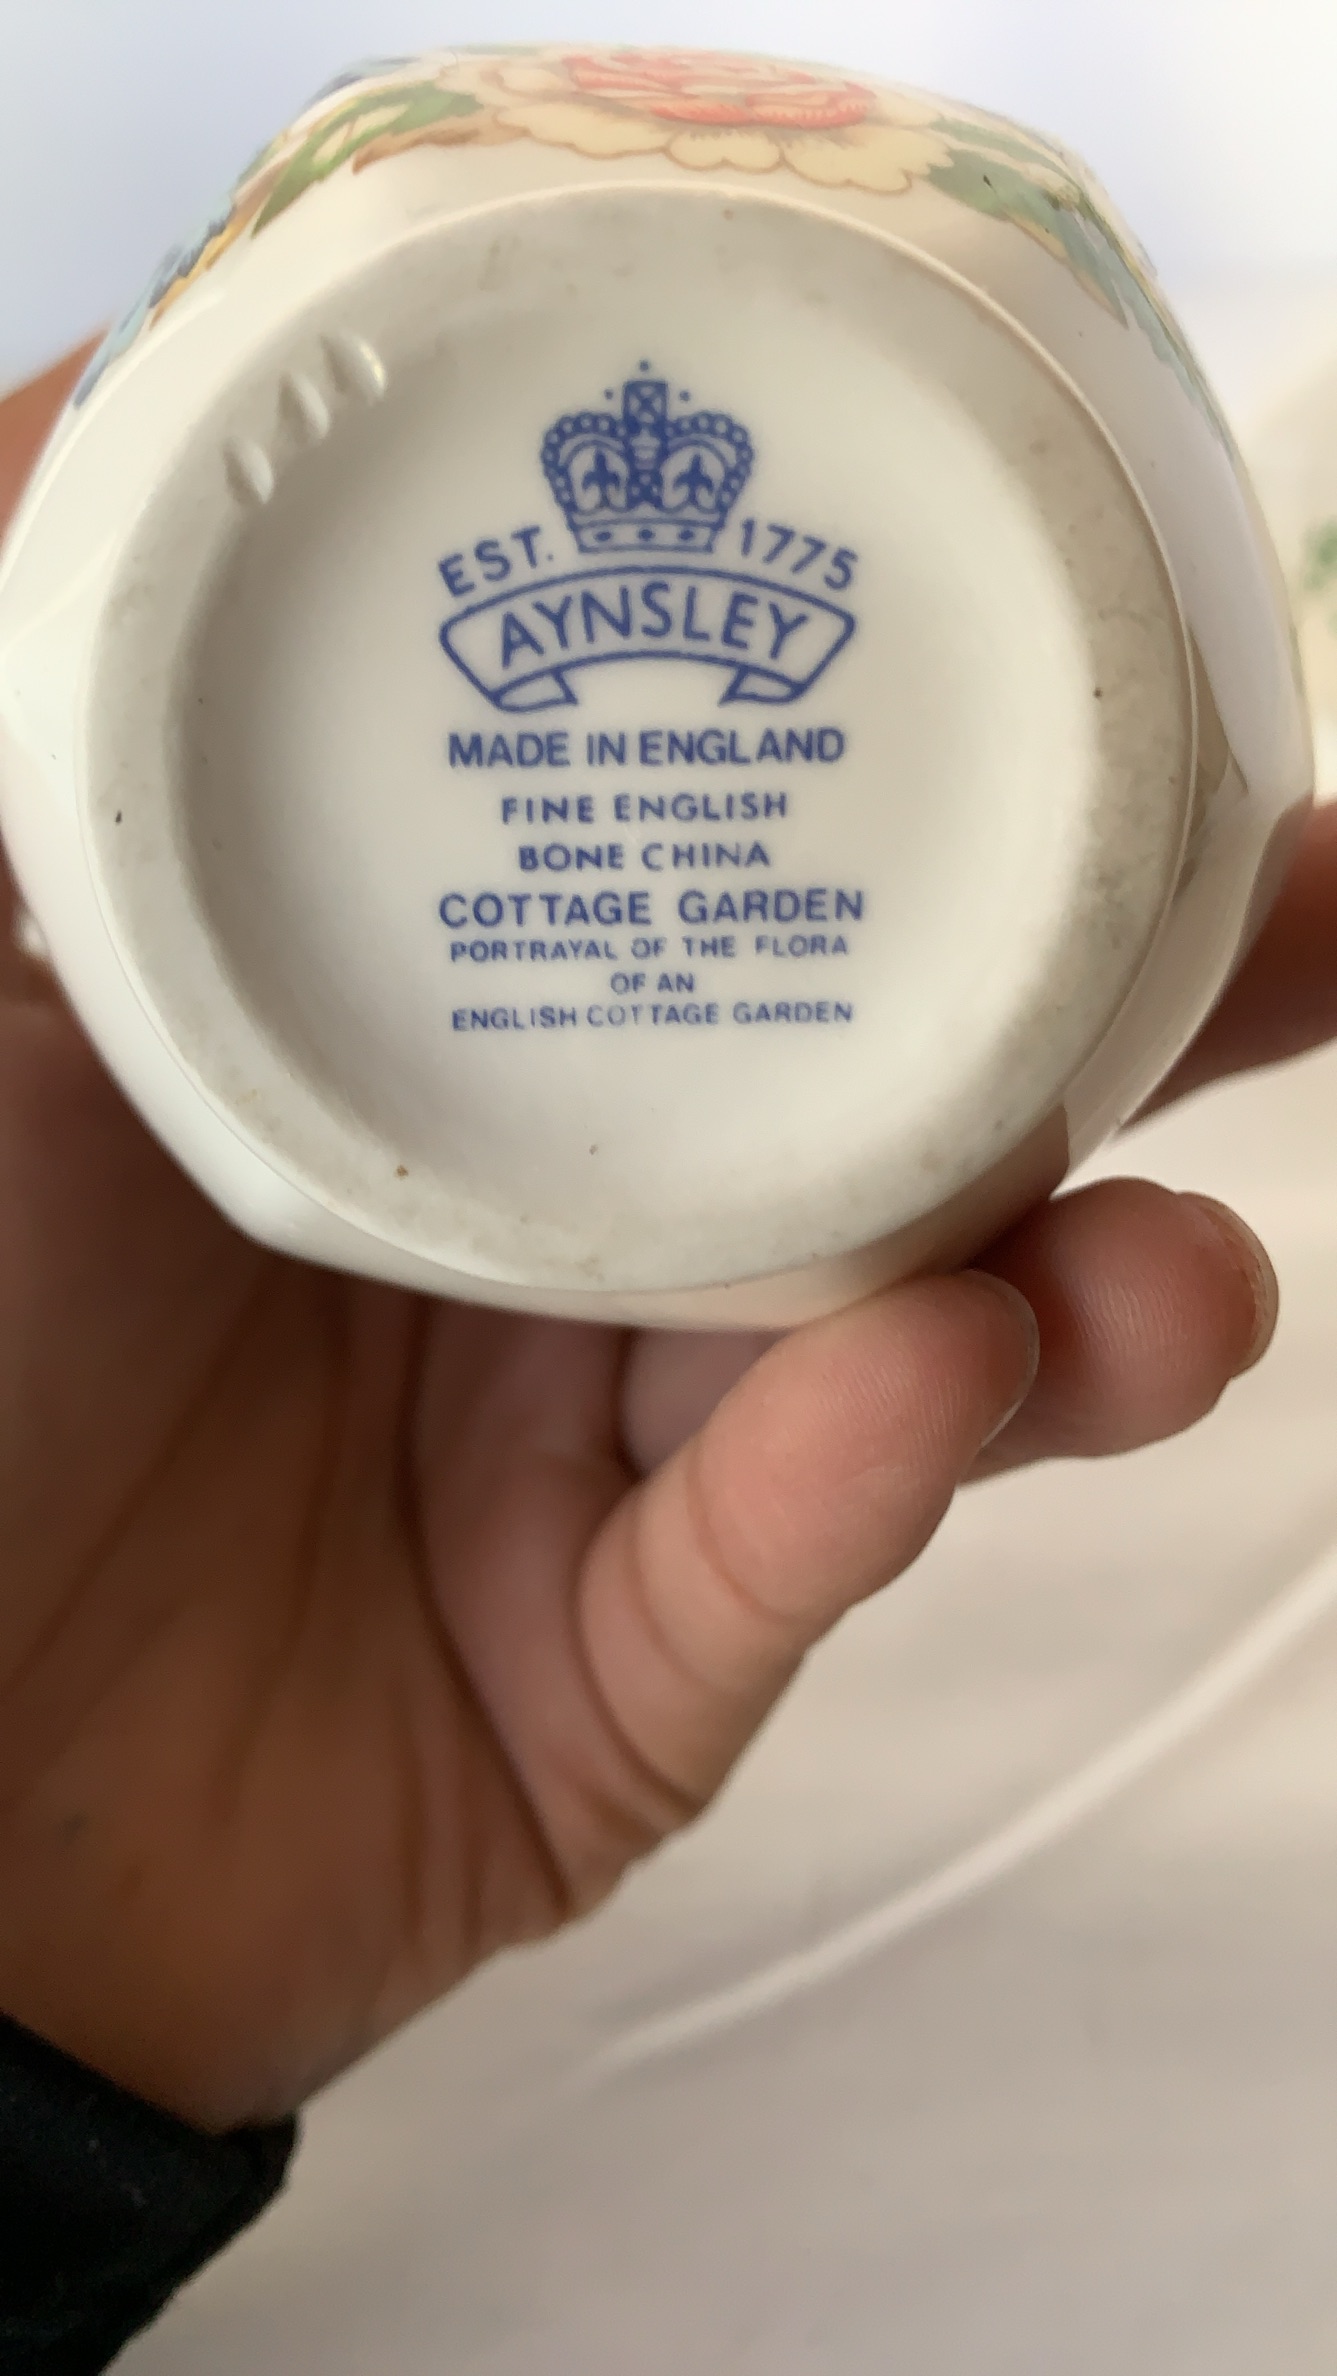 EST. 1775
AYNSLEY
MADE IN ENGLAND
FINE ENGLISH
BONE CHINA
COTTAGE GARDEN
PORTRAYAL OF THE FLORA
OF AN
ENGLISH COTTAGE GARDEN